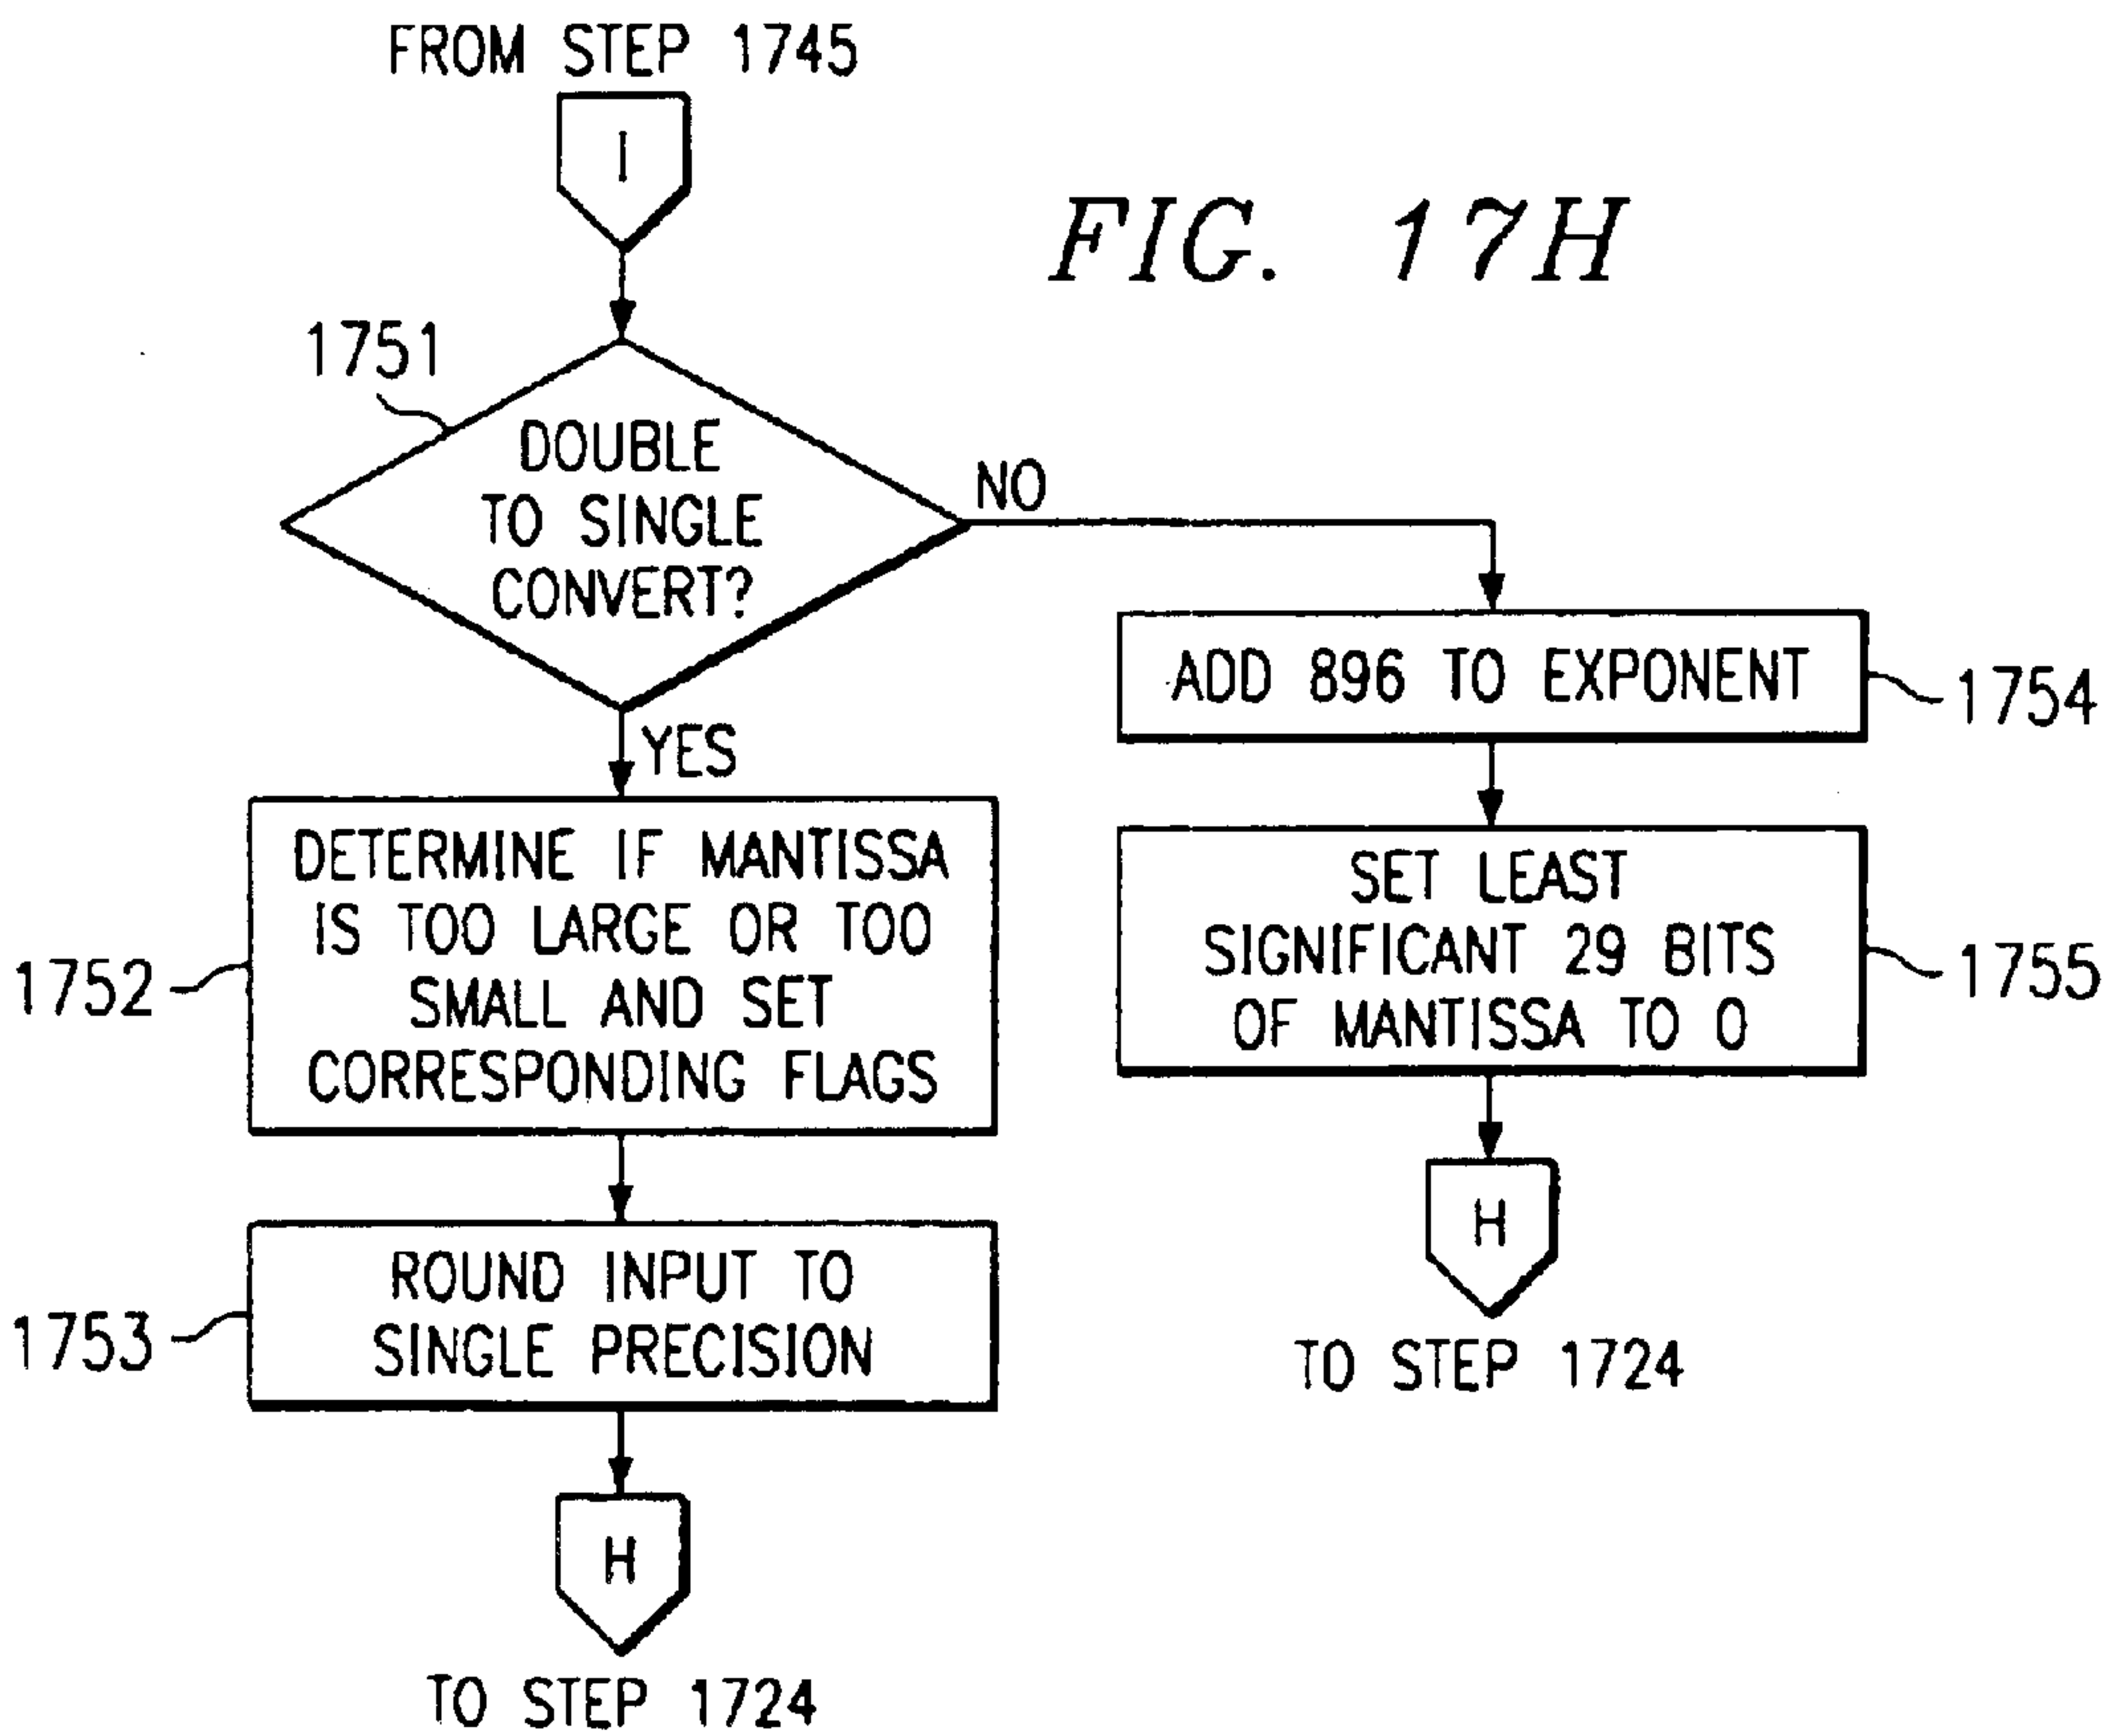 FROM STEP 1745
I
FIG. 17H
1751
DOUBLE
TO SINGLE
CONVERT?
NO
YES
ADD 896 TO EXPONENT
1754
SET LEAST
SIGNIFICANT 29 BITS
OF MANTISSA TO 0
1755
H
TO STEP 1724
DETERMINE IF MANTISSA
IS TOO LARGE OR TOO
SMALL AND SET
CORRESPONDING FLAGS
1752
ROUND INPUT TO
SINGLE PRECISION
1753
H
TO STEP 1724